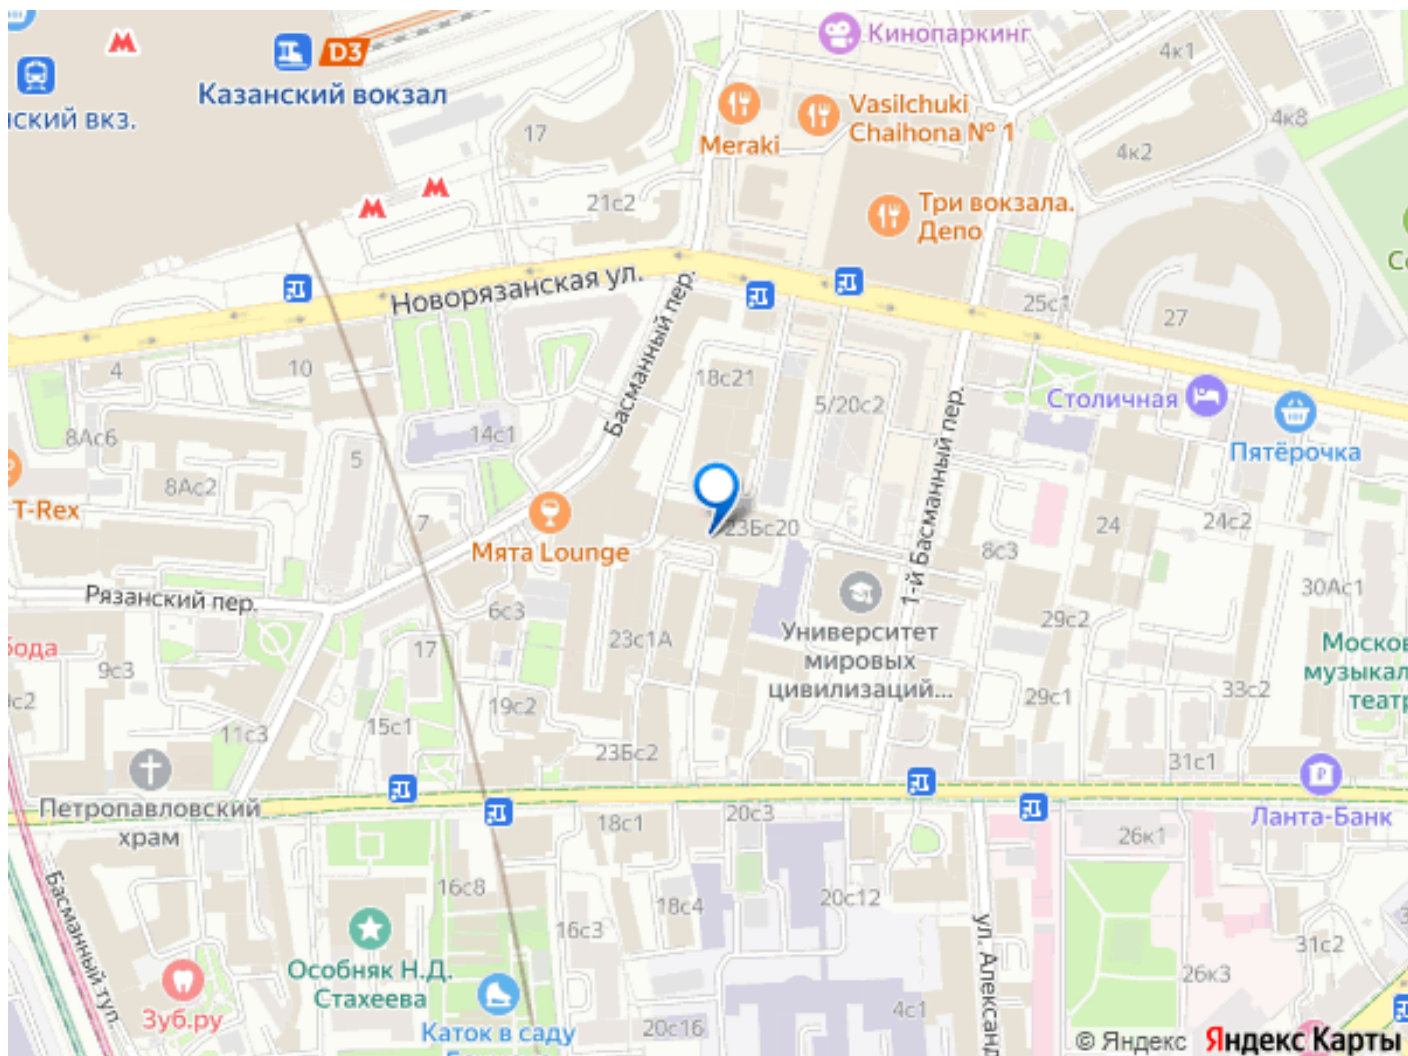 Кинопаркинг
D3
4к1
Казанский вокзал
Vasilchuki
Chaihona № 1
ский вкз.
17
4к8
Meraki
4к2
21с2
Три вокзала.
Депо
Новорязанская ул.
25с1
27
4
10
Басманный пер.
18с21
5/20с2
Столичная
1-й Басманный пер.
8Ас6
14с1
5
Пятёрочка
8Ас2
T-Rex
7
23Бс20
24
24с2
Мята Lounge
8с3
30Ас1
Рязанский пер.
6с3
29с2
23с1А
Университет
мировых
цивилизаций...
бода
17
Москов
музыкал
театр
9с3
33с2
29с1
19с2
15с1
11с3
23Бс2
31с1
Петропавловский
храм
18с1
20с3
Ланта-Банк
26к1
16с8
20с12
Басманный туп.
18с4
16с3
ул. Александ
31с2
Особняк Н.Д.
Стахеева
26к3
Зуб.ру
4с1
Каток в саду
20с16
© Яндекс Яндекс Карты